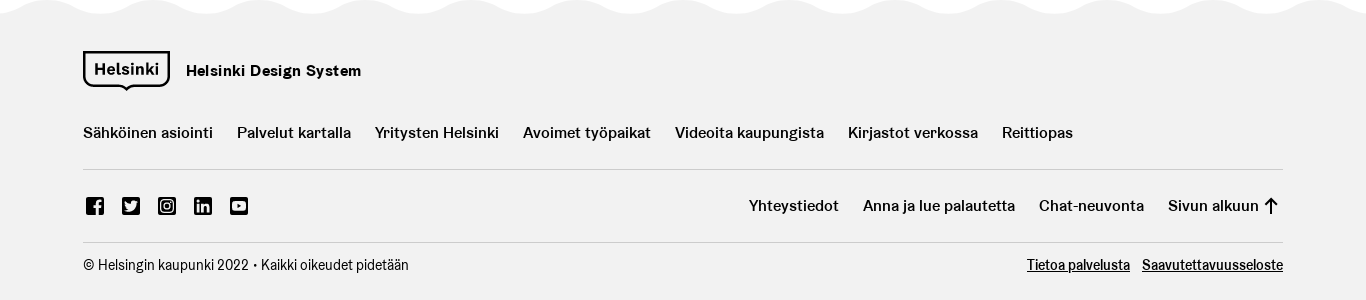 Helsinki Helsinki Design System
Sähköinen asiointi Palvelut kartalla Yritysten Helsinki Avoimet työpaikat Videoita kaupungista Kirjastot verkossa Reittiopas
Yhteystiedot Anna ja lue palautetta Chat-neuvonta Sivun alkuun
© Helsingin kaupunki 2022 • Kaikki oikeudet pidetään Tietoa palvelusta Saavutettavuusseloste